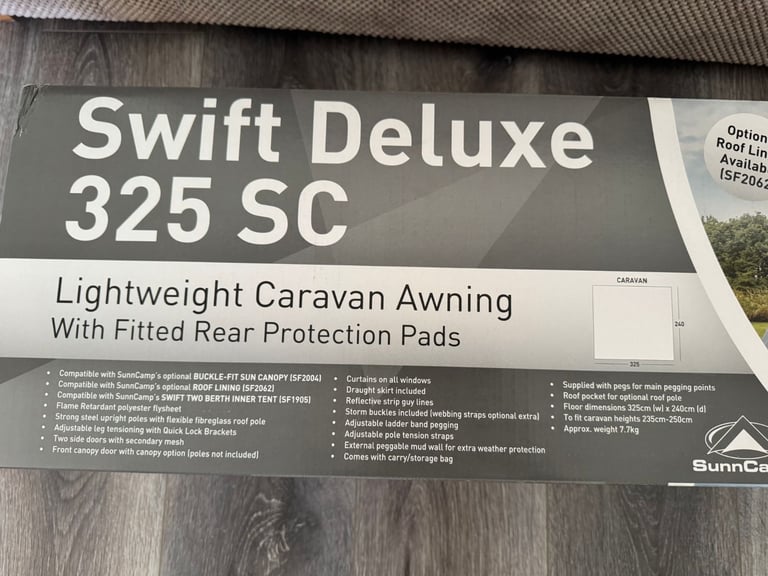 Swift Deluxe
325 SC
Lightweight Caravan Awning
With Fitted Rear Protection Pads
• Compatible with SunnCamp's optional BUCKLE-FIT SUN CANOPY (SF2004)
• Compatible with SunnCamp's optional ROOF LINING (SF2062)
• Compatible with SunnCamp's SWIFT TWO BERTH INNER TENT (SF1905)
• Flame Retardant polyester flysheet
• Strong steel upright poles with flexible fibreglass roof pole
• Adjustable leg tensioning with Quick Lock Brackets
• Two side doors with secondary mesh
• Front canopy door with canopy option (poles not included)
• Curtains on all windows
• Draught skirt included
• Reflective strip guy lines
• Storm buckles included (webbing straps optional extra)
• Adjustable ladder band pegging
• Adjustable pole tension straps
• External peggable mud wall for extra weather protection
• Comes with carry/storage bag
• Supplied with pegs for main pegging points
• Roof pocket for optional roof pole
• Floor dimensions 325cm (w) x 240cm (d)
• To fit caravan heights 235cm-250cm
• Approx. weight 7.7kg
CARAVAN
240
325
Option
Roof Lin
Availab
(SF2062
SunnCa